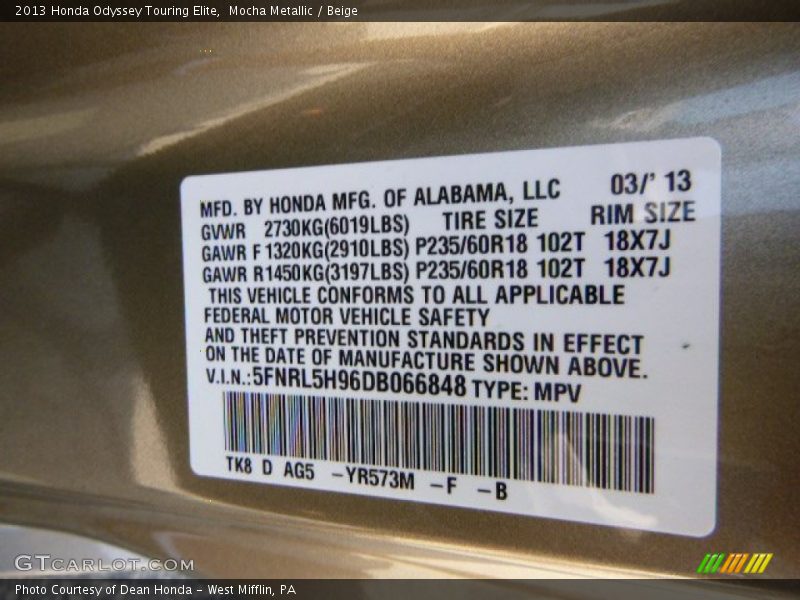 2013 Honda Odyssey Touring Elite,  Mocha Metallic / Beige
MFD. BY HONDA MFG. OF ALABAMA, LLC 03/' 13
GVWR 2730KG(6019LBS) TIRE SIZE RIM SIZE
GAWR F 1320KG(2910LBS) P235/60R18 102T 18X7J
GAWR R1450KG(3197LBS) P235/60R18 102T 18X7J
THIS VEHICLE CONFORMS TO ALL APPLICABLE
FEDERAL MOTOR VEHICLE SAFETY
AND THEFT PREVENTION STANDARDS IN EFFECT
ON THE DATE OF MANUFACTURE SHOWN ABOVE.
V.I.N.:5FNRL5H96DB066848 TYPE: MPV
TK8 D AG5 -YR573M -F -B
GTCARLOT.COM
Photo Courtesy of Dean Honda - West Mifflin, PA